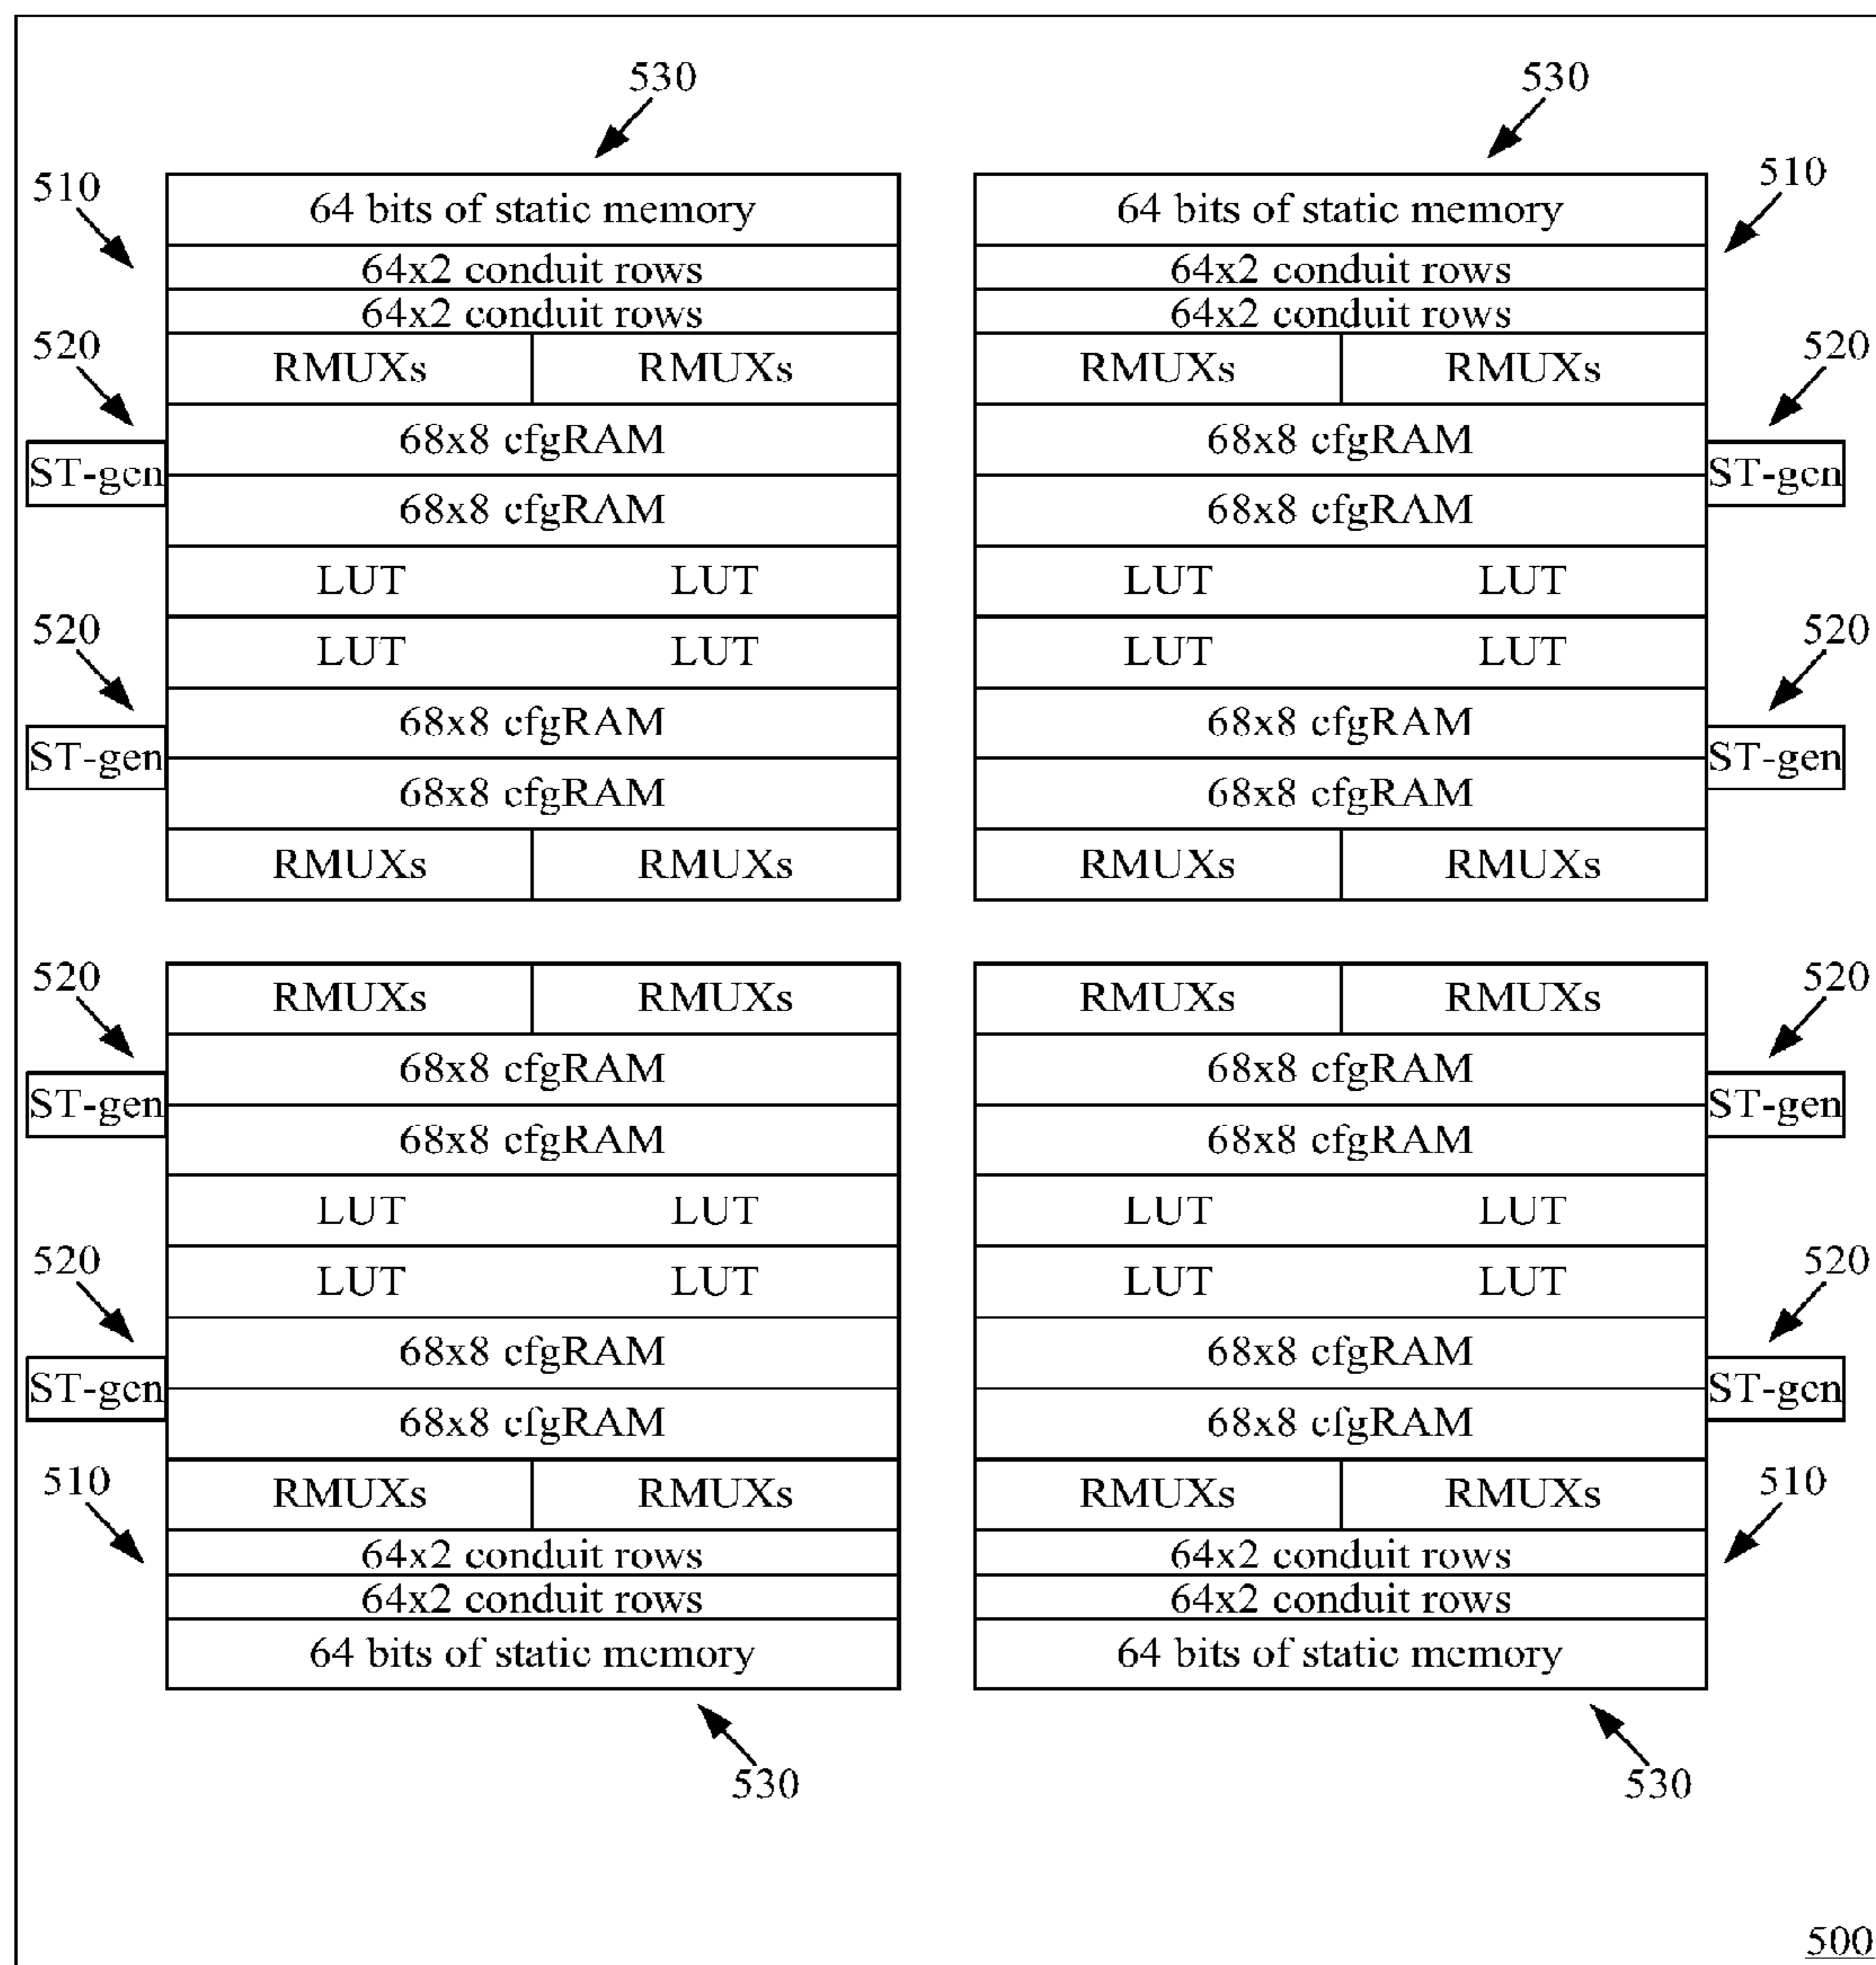 530 530
510 510
64 bits of static memory 64 bits of static memory
64x2 conduit rows 64x2 conduit rows
64x2 conduit rows 64x2 conduit rows
520 520
RMUXs RMUXs RMUXs RMUXs
68x8 cfgRAM 68x8 cfgRAM
ST-gen ST-gen
68x8 cfgRAM 68x8 cfgRAM
LUT LUT LUT LUT
520 520
LUT LUT LUT LUT
68x8 cfgRAM 68x8 cfgRAM
ST-gen ST-gen
68x8 cfgRAM 68x8 cfgRAM
RMUXs RMUXs RMUXs RMUXs
520 520
RMUXs RMUXs RMUXs RMUXs
68x8 cfgRAM 68x8 cfgRAM
ST-gen ST-gen
68x8 cfgRAM 68x8 cfgRAM
LUT LUT LUT LUT
520 520
LUT LUT LUT LUT
68x8 cfgRAM 68x8 cfgRAM
ST-gen ST-gen
68x8 cfgRAM 68x8 cfgRAM
510 510
RMUXs RMUXs RMUXs RMUXs
64x2 conduit rows 64x2 conduit rows
64x2 conduit rows 64x2 conduit rows
64 bits of static memory 64 bits of static memory
530 530
500